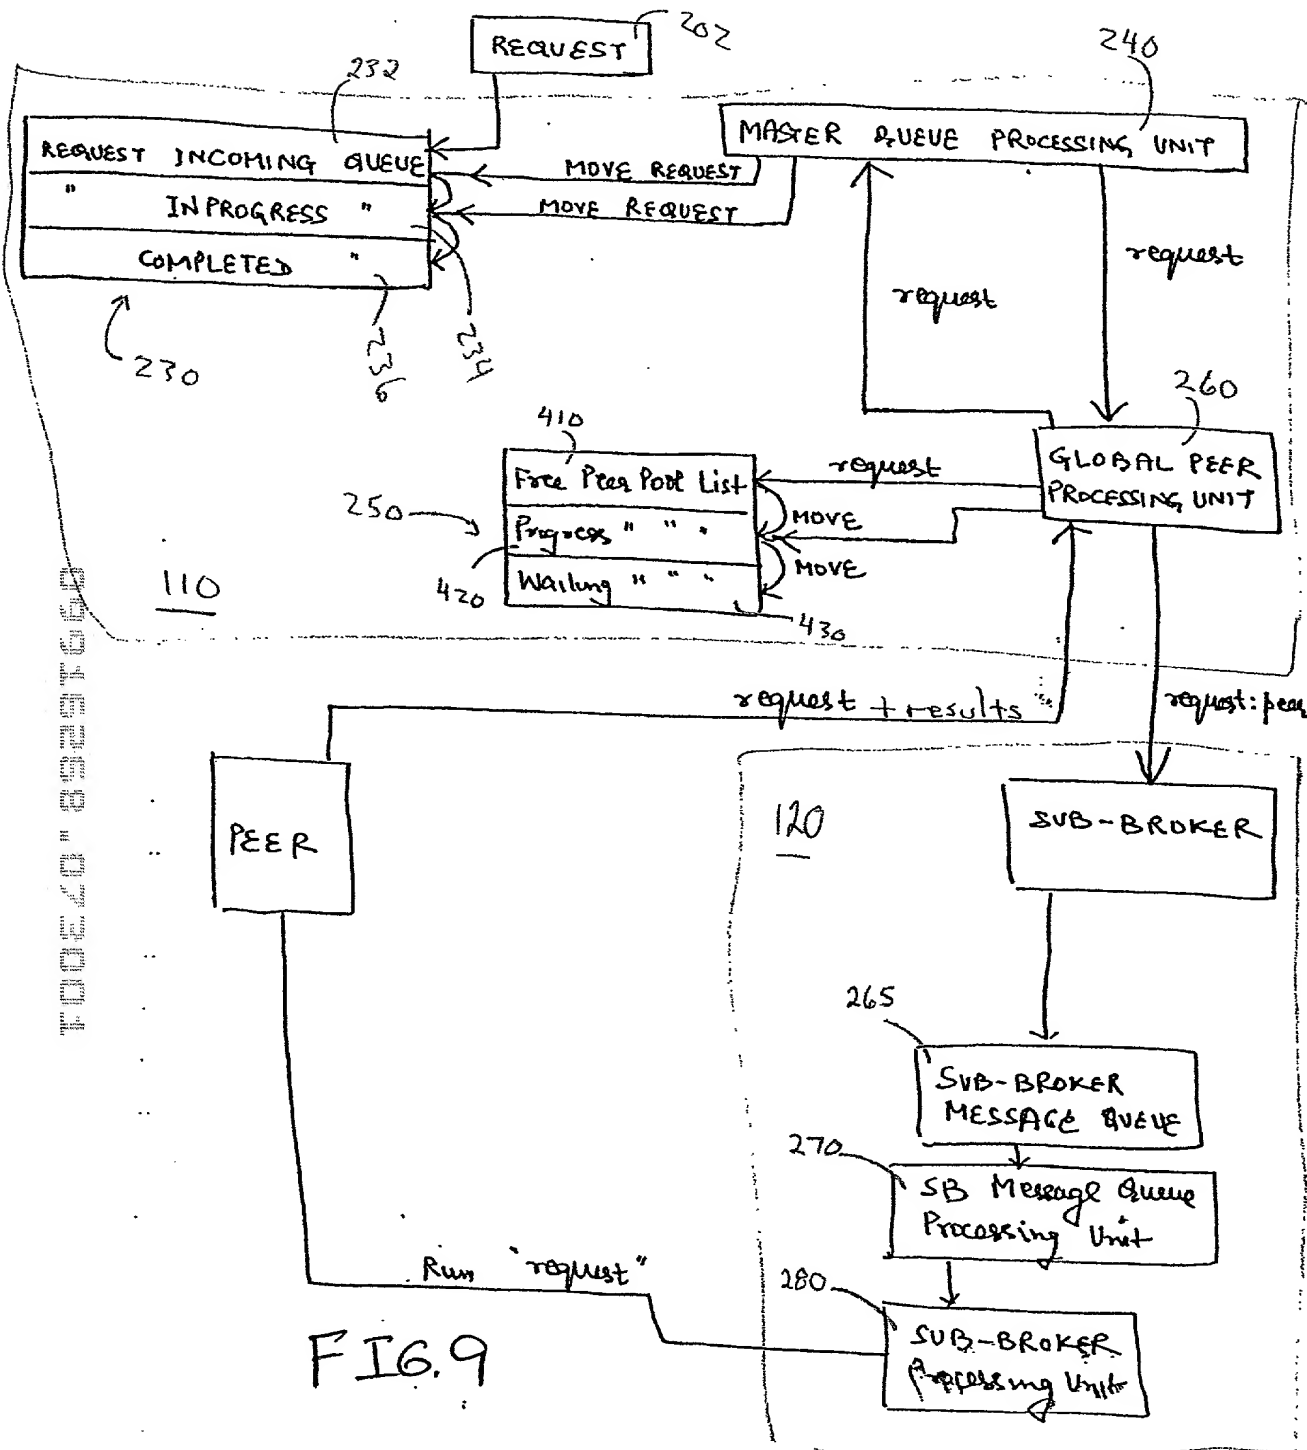 REQUEST
202
232
240
REQUEST INCOMING QUEUE
" INPROGRESS "
COMPLETED "
MASTER QUEUE PROCESSING UNIT
MOVE REQUEST
MOVE REQUEST
request
request
230
236
234
260
GLOBAL PEER
PROCESSING UNIT
410
Free Peer Pool List
Progress " " "
Waiting " " "
request
MOVE
MOVE
250
420
430
110
request + results
request: peer
PEER
120
SUB-BROKER
265
SUB-BROKER
MESSAGE QUEUE
270
SB Message Queue
Processing Unit
280
SUB-BROKER
Processing Unit
Run "request"
FIG.9